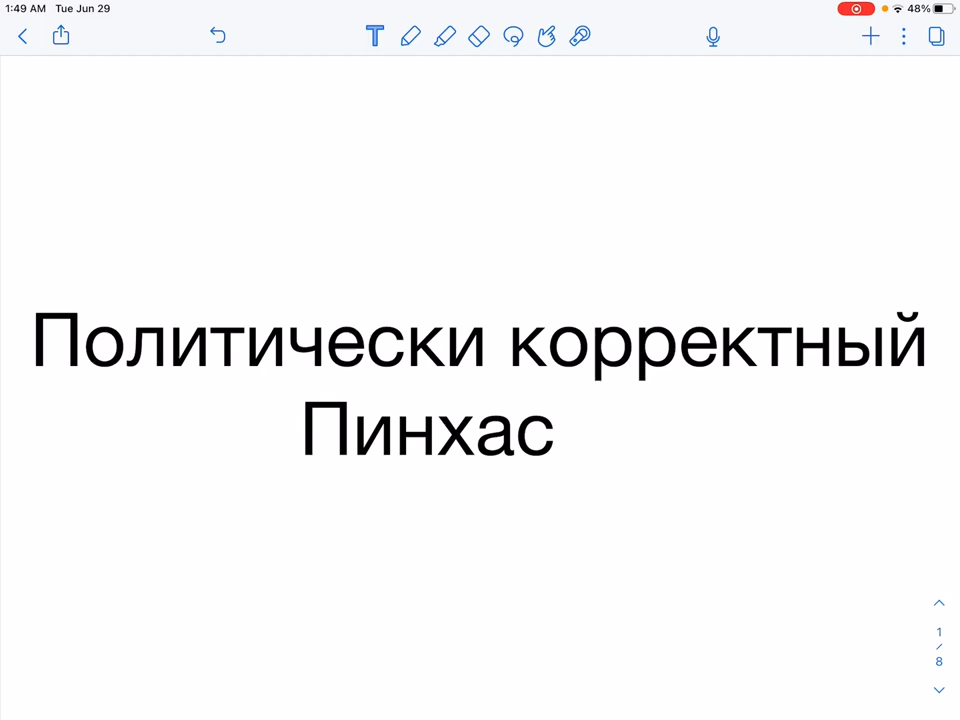 1:49 AM Tue Jun 29
48%
Политически корректный
Пинхас
1
8